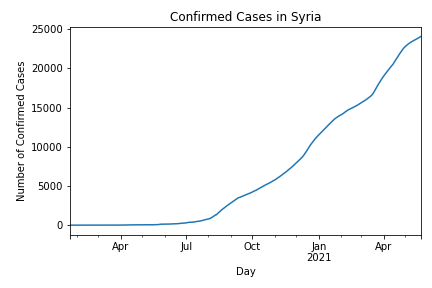 Confirmed Cases in Syria
25000
20000
15000
10000
5000
0
Number of Confirmed Cases
Apr
Jul
Oct
Jan
2021
Apr
Day